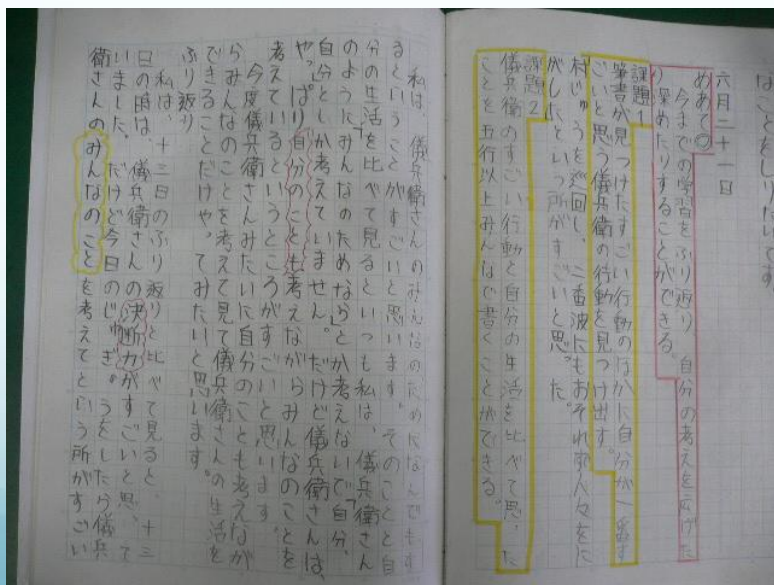 なことをしりたいです
六月二十一日
めあて◎
今までの学習をふり返り、自分の考えを広げた
り深めたりすることができる。
課題1
筆者が見つけたすごい行動のほかに自分が一番す
ごいと思う儀兵衛の行動を見つけ出す。
村じゅうを巡回し、二番波にもおそれず人々をに
がしたといっ所がすごいと思った。
課題2
儀兵衛のすごい行動と自分の生活を比べて思った
ことを五行以上みんなで書くことができる。
私は、儀兵衛さんのみんなのためになんでもす
るということがすごいと思います。そのことと自
分の生活を比べて見るといつも私は、儀兵衛さん
のように「みんなのためなら」とか考えないで「自分、
自分」としか考えていません。だけど儀兵衛さんは、
やっぱり自分のことも考えながらみんなのことを
考えているというところがすごいと思います。
今度儀兵衛さんみたいに自分のことも考えなが
らみんなのことを考えて見て儀兵衛さんの生活を
できることだけやってみたいと思います。
ふり返り
私は、十三日のふり返りと比べて見ると、十三
日の時は、儀兵衛さんの決断力がすごいと思って
いました。だけど今日のじゅぎょうをしたら儀兵
衛さんのみんなのことを考えてという所がすごい